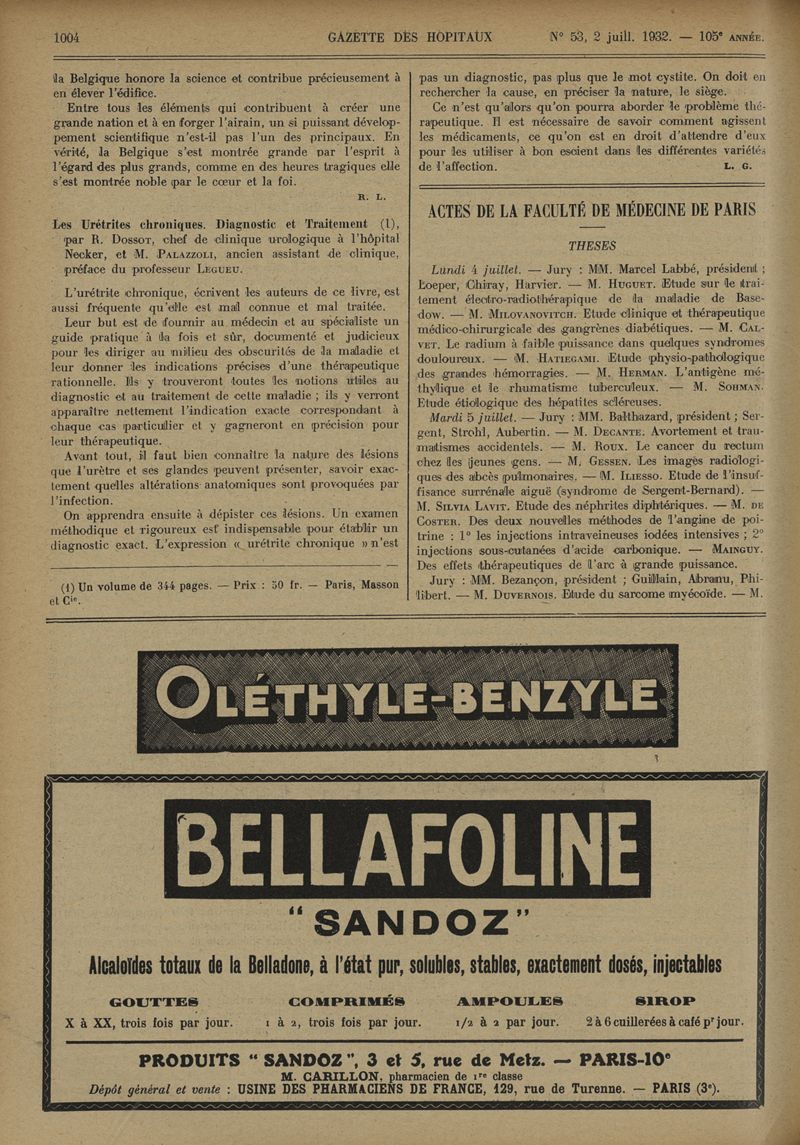 1004 GAZETTE DES HOPITAUX N° 53, 2 juill. 1932. — 105e ANNÉE.
la Belgique honore la science et contribue précieusement à
en élever l'édifice.
Entre tous les éléments qui contribuent à créer une
grande nation et à en forger l'airain, un si puissant dévelop-
pement scientifique n'est-il pas l'un des principaux. En
vérité, la Belgique s'est montrée grande par l'esprit à
l'égard des plus grands, comme en des heures tragiques elle
s'est montrée noble par le cœur et la foi.
R. L.
Les Urétrites chroniques. Diagnostic et Traitement (1),
par R. DOSSOT, chef de clinique urologique à l'hôpital
Necker, et M. PALAZZOLI, ancien assistant de clinique,
préface du professeur LEGUEU.
L'urétrite chronique, écrivent les auteurs de ce livre, est
aussi fréquente qu'elle est mal connue et mal traitée.
Leur but est de fournir au médecin et au spécialiste un
guide pratique à la fois et sûr, documenté et judicieux
pour les diriger au milieu des obscurités de la maladie et
leur donner les indications précises d'une thérapeutique
rationnelle. Ils y trouveront toutes les notions utiles au
diagnostic et au traitement de cette maladie ; ils y verront
apparaître nettement l'indication exacte correspondant à
chaque cas particulier et y gagneront en précision pour
leur thérapeutique.
Avant tout, il faut bien connaître la nature des lésions
que l'urètre et ses glandes peuvent présenter, savoir exac-
tement quelles altérations anatomiques sont provoquées par
l'infection.
On apprendra ensuite à dépister ces lésions. Un examen
méthodique et rigoureux est indispensable pour établir un
diagnostic exact. L'expression « urétrite chronique » n'est
(1) Un volume de 344 pages. — Prix : 50 fr. — Paris, Masson
et Cie.
pas un diagnostic, pas plus que le mot cystite. On doit en
rechercher la cause, en préciser la nature, le siège.
Ce n'est qu'alors qu'on pourra aborder le problème thé-
rapeutique. Il est nécessaire de savoir comment agissent
les médicaments, ce qu'on est en droit d'attendre d'eux
pour les utiliser à bon escient dans les différentes variétés
de l'affection. L. G.
ACTES DE LA FACULTÉ DE MÉDECINE DE PARIS
THESES
Lundi 4 juillet. — Jury : MM. Marcel Labbé, président ;
Loeper, Chiray, Harvier. — M. HUGUET. Etude sur le trai-
tement électro-radiothérapique de la maladie de Base-
dow. — M. MILOVANOVITCH. Etude clinique et thérapeutique
médico-chirurgicale des gangrènes diabétiques. — M. CAL-
VET. Le radium à faible puissance dans quelques syndromes
douloureux. — M. HATIEGAMI. Etude physio-pathologique
des grandes hémorragies. — M. HERMAN. L'antigène mé-
thylique et le rhumatisme tuberculeux. — M. SOHMAN.
Etude étiologique des hépatites scléreuses.
Mardi 5 juillet. — Jury : MM. Balthazard, président ; Ser-
gent, Strohl, Aubertin. — M. DECANTE. Avortement et trau-
matismes accidentels. — M. ROUX. Le cancer du rectum
chez les jeunes gens. — M. GESSEN. Les images radiologi-
ques des abcès pulmonaires. — M. ILIESSO. Etude de l'insuf-
fisance surrénale aiguë (syndrome de Sergent-Bernard). —
M. SILVIA LAVIT. Etude des néphrites diphtériques. — M. DE
COSTER. Des deux nouvelles méthodes de l'angine de poi-
trine : 1° les injections intraveineuses iodées intensives ; 2°
injections sous-cutanées d'acide carbonique. — MAINGUY.
Des effets thérapeutiques de l'arc à grande puissance.
Jury : MM. Bezançon, président ; Guillain, Abramu, Phi-
libert. — M. DUVERNOIS. Etude du sarcome myécoïde. — M.
OLÉTHYLE-BENZYLE
BELLAFOLINE
"SANDOZ"
Alcaloïdes totaux de la Belladone, à l'état pur, solubles, stables, exactement dosés, injectables
GOUTTES COMPRIMÉS AMPOULES SIROP
X à XX, trois fois par jour. 1 à 2, trois fois par jour. 1/2 à 2 par jour. 2 à 6 cuillerées à café pr jour.
PRODUITS "SANDOZ", 3 et 5, rue de Metz. — PARIS-10e
M. CARILLON, pharmacien de 1re classe
Dépôt général et vente : USINE DES PHARMACIENS DE FRANCE, 129, rue de Turenne. — PARIS (3e).